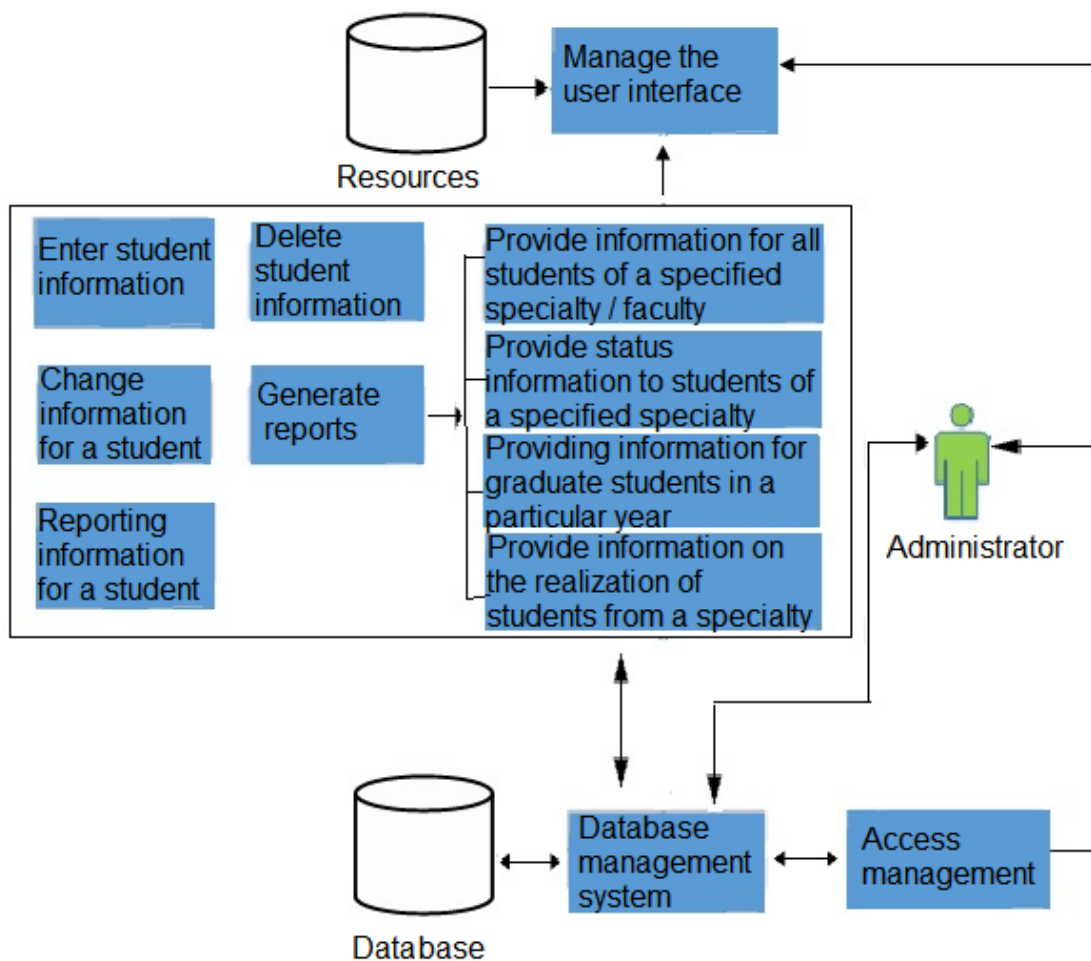 Manage the
user interface
Resources
Enter student
information
Delete
student
information
Provide information for all
students of a specified
specialty / faculty
Change
information
for a student
Generate
reports
Provide status
information to students of
a specified specialty
Providing information for
graduate students in a
particular year
Reporting
information
for a student
Provide information on
the realization of
students from a specialty
Administrator
Database
management
system
Access
management
Database